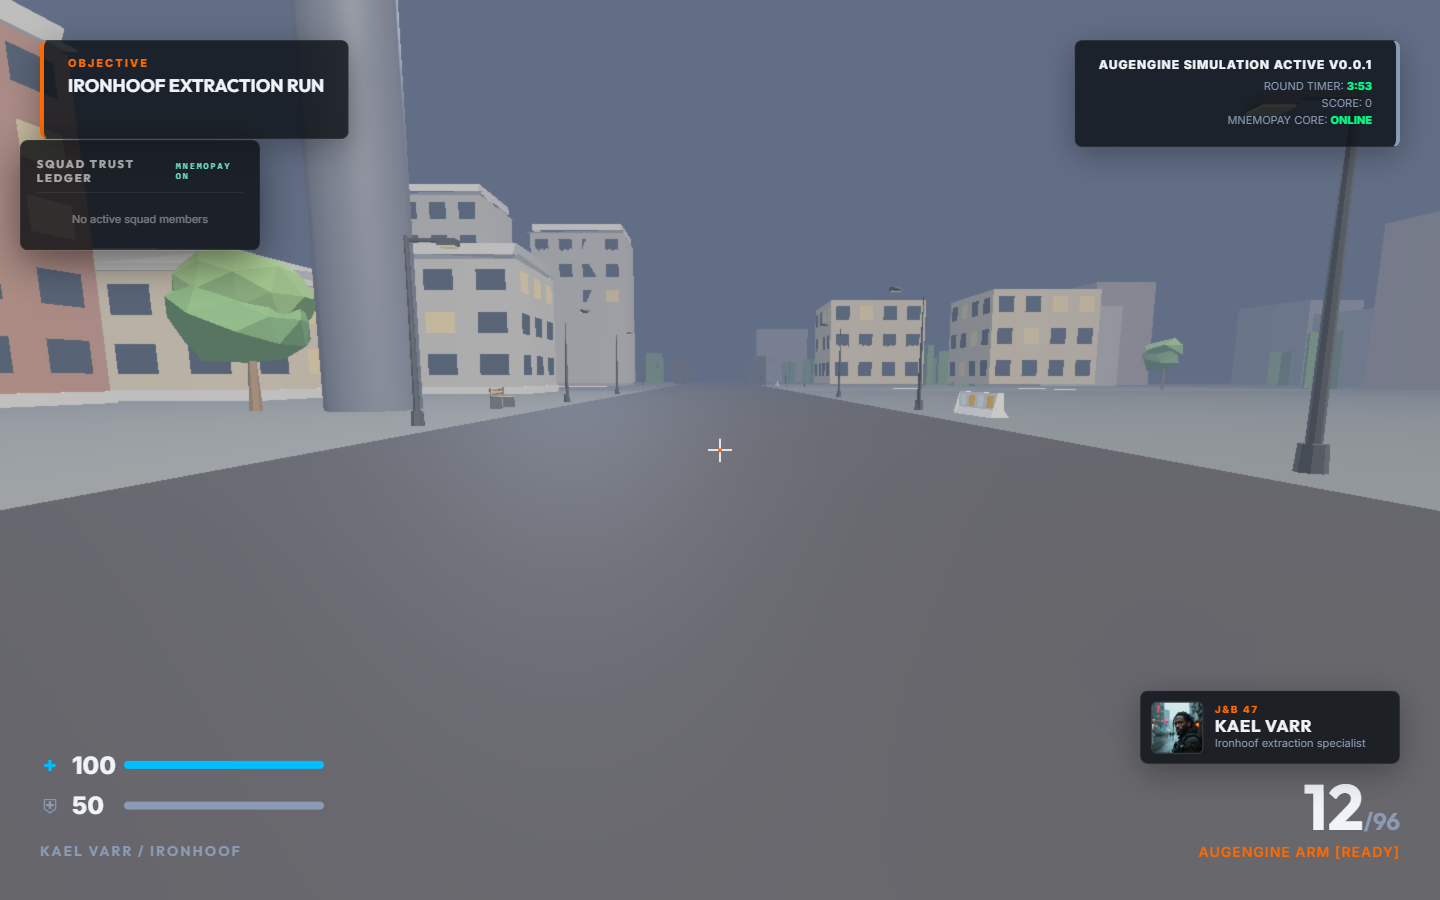 OBJECTIVE
IRONHOOF EXTRACTION RUN
SQUAD TRUST LEDGER
MNEMOPAY ON
No active squad members
AUGENGINE SIMULATION ACTIVE V0.0.1
ROUND TIMER: 3:53
SCORE: 0
MNEMOPAY CORE: ONLINE
100
50
KAEL VARR / IRONHOOF
J&B 47
KAEL VARR
Ironhoof extraction specialist
12/96
AUGENGINE ARM [READY]